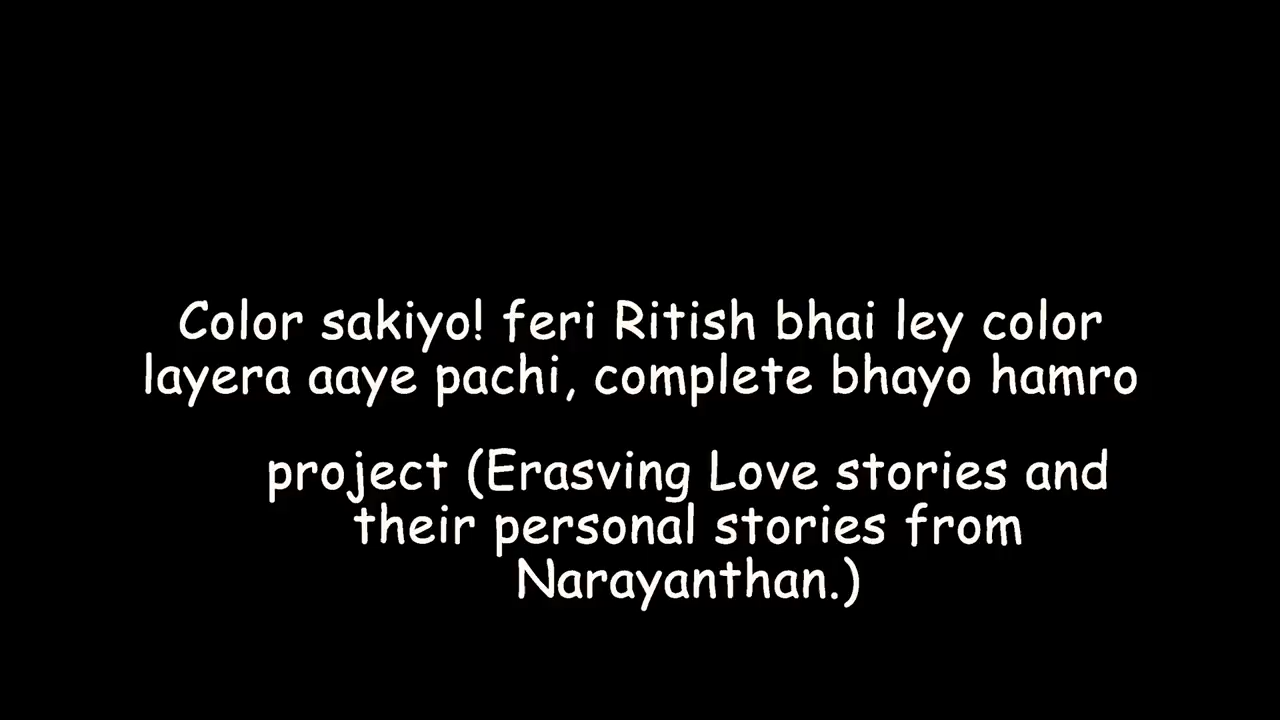 Color sakiyo! feri Ritish bhai ley color
layera aaye pachi, complete bhayo hamro
project (Erasving Love stories and
their personal stories from
Narayanthan.)